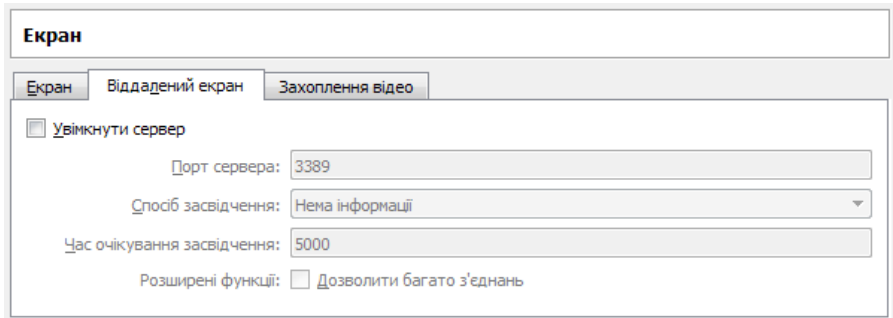 Екран
Екран Віддалений екран Захоплення відео
Увімкнути сервер
Порт сервера: 3389
Спосіб засвідчення: Нема інформації
Час очікування засвідчення: 5000
Розширені функції: Дозволити багато з'єднань